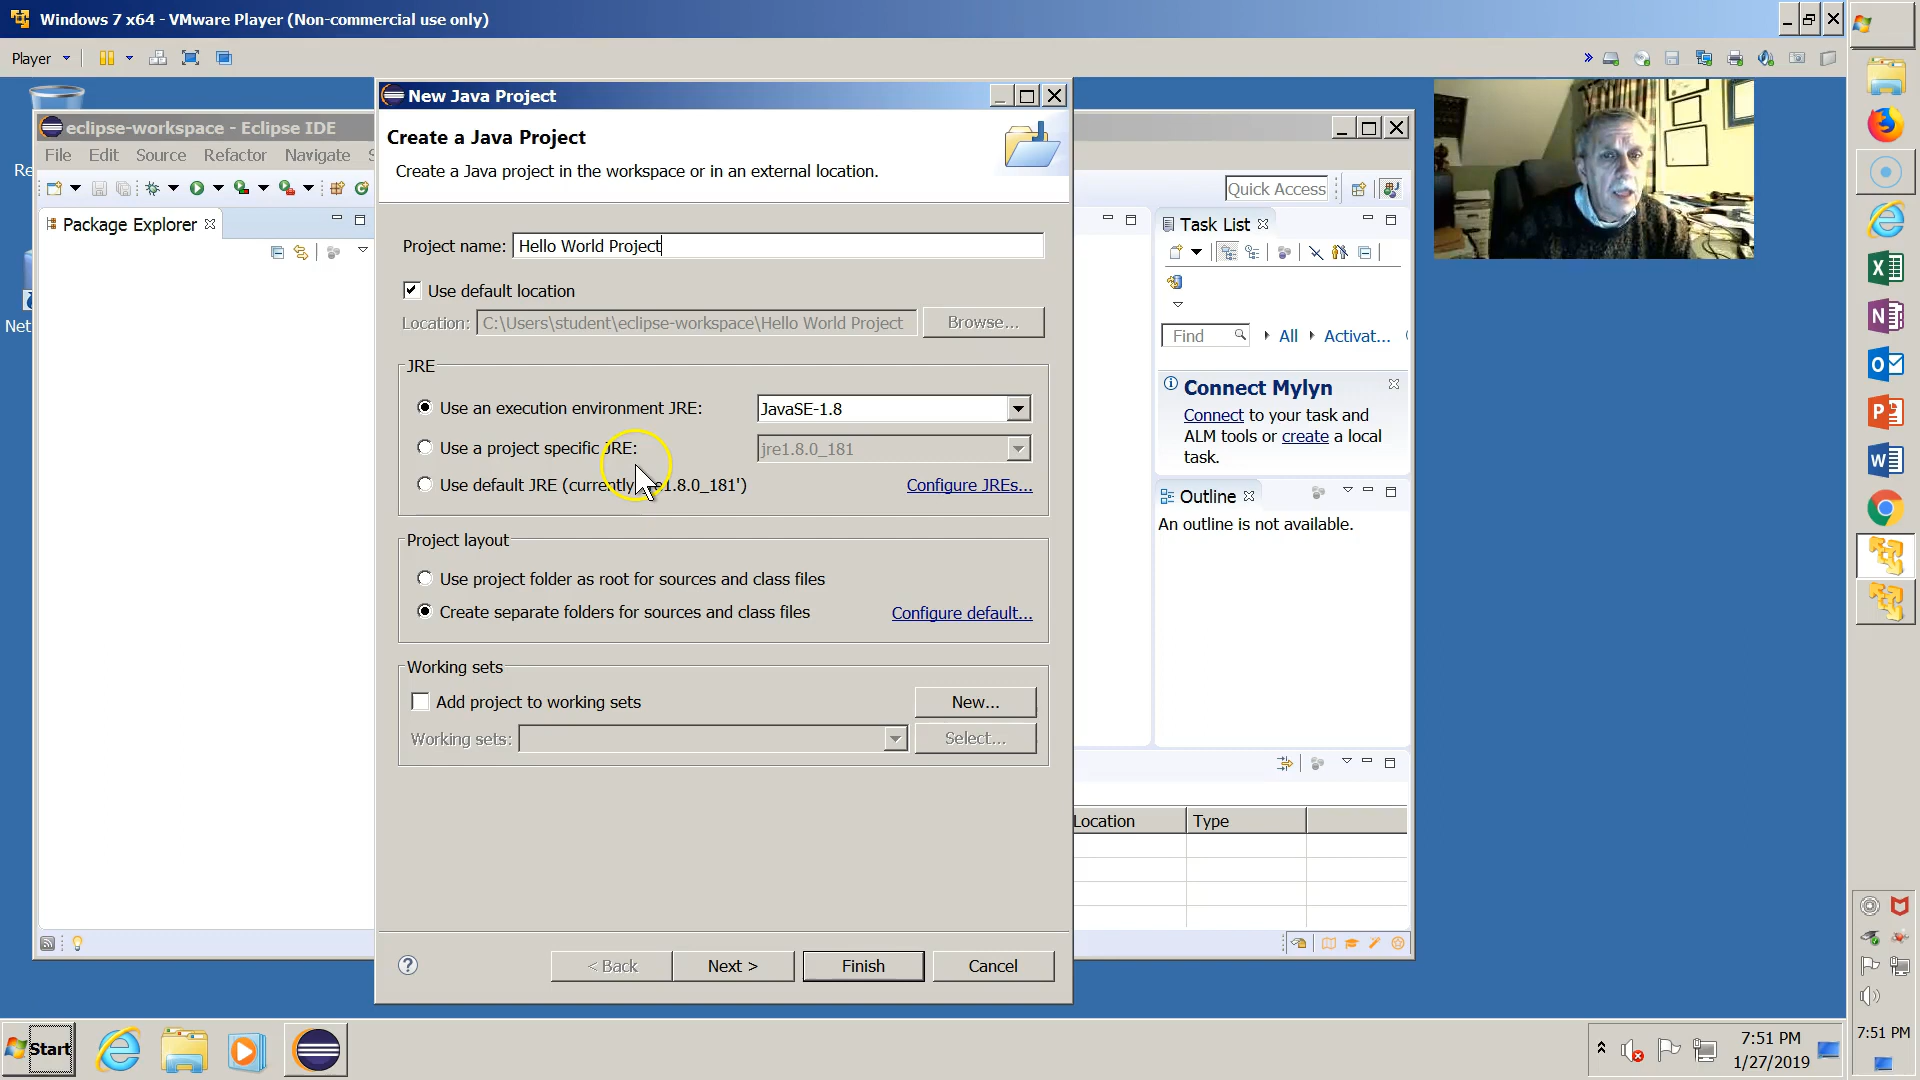 Windows 7 x64 - VMware Player (Non-commercial use only)
Player
New Java Project
eclipse-workspace - Eclipse IDE
Create a Java Project
Create a Java project in the workspace or in an external location.
File Edit Source Refactor Navigate
Quick Access
Package Explorer
Task List
Project name: Hello World Project
Use default location
Location: C:\Users\student\eclipse-workspace\Hello World Project Browse...
Find All Activat...
JRE
Use an execution environment JRE: JavaSE-1.8
Use a project specific JRE: jre1.8.0_181
Use default JRE (currently 1.8.0_181') Configure JREs...
Connect Mylyn
Connect to your task and
ALM tools or create a local
task.
Outline
An outline is not available.
Project layout
Use project folder as root for sources and class files
Create separate folders for sources and class files Configure default...
Working sets
Add project to working sets New...
Working sets: Select...
Location Type
< Back Next > Finish Cancel
Start
7:51 PM
1/27/2019
7:51 PM